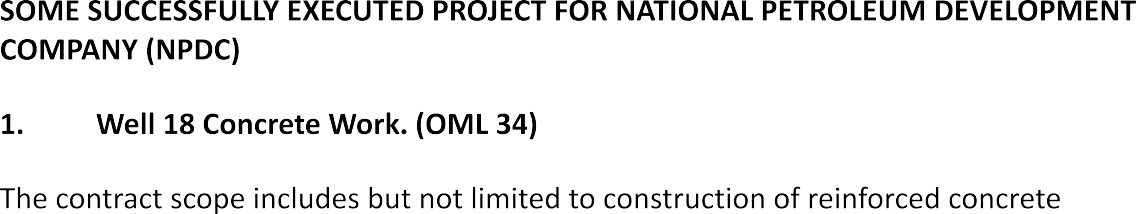 SOME SUCCESSFULLY EXECUTED PROJECT FOR NATIONAL PETROLEUM DEVELOPMENT
COMPANY (NPDC)
1. Well 18 Concrete Work. (OML 34)
The contract scope includes but not limited to construction of reinforced concrete